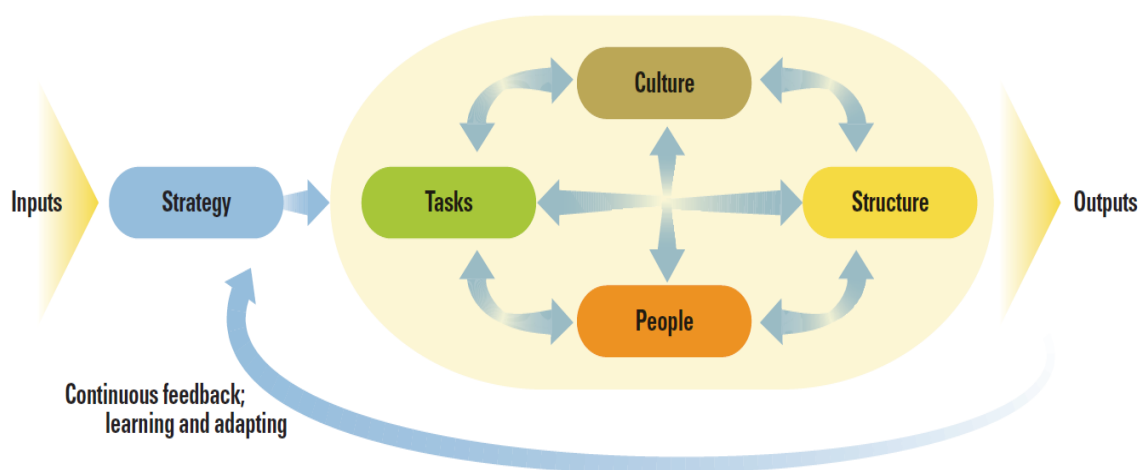 Culture
Inputs
Strategy
Tasks
Structure
Outputs
People
Continuous feedback;
learning and adapting